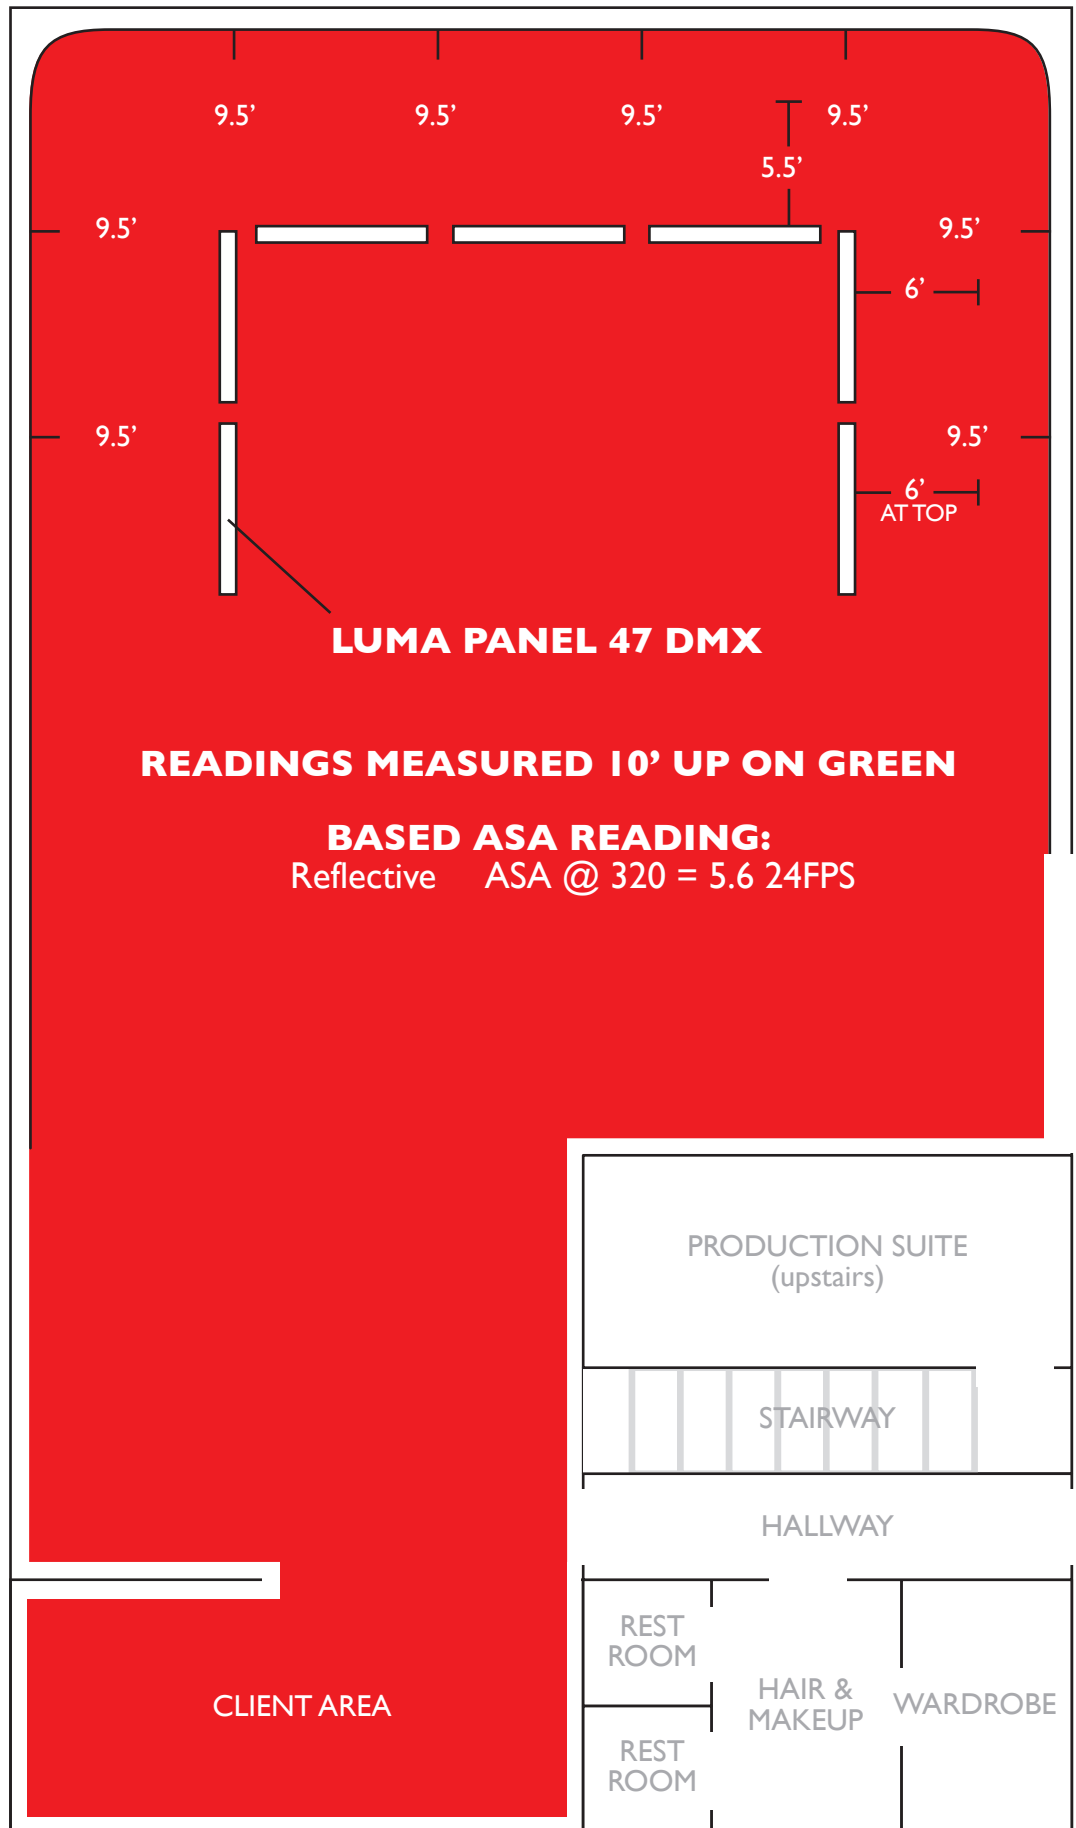 9.5’ 9.5’ 9.5’ 9.5’
5.5’
9.5’ 9.5’
6’
9.5’ 9.5’
6’
AT TOP
LUMA PANEL 47 DMX
READINGS MEASURED 10’ UP ON GREEN
BASED ASA READING:
Reflective ASA @ 320 = 5.6 24FPS
PRODUCTION SUITE
(upstairs)
STAIRWAY
HALLWAY
REST
ROOM
HAIR &
MAKEUP
WARDROBE
CLIENT AREA
REST
ROOM